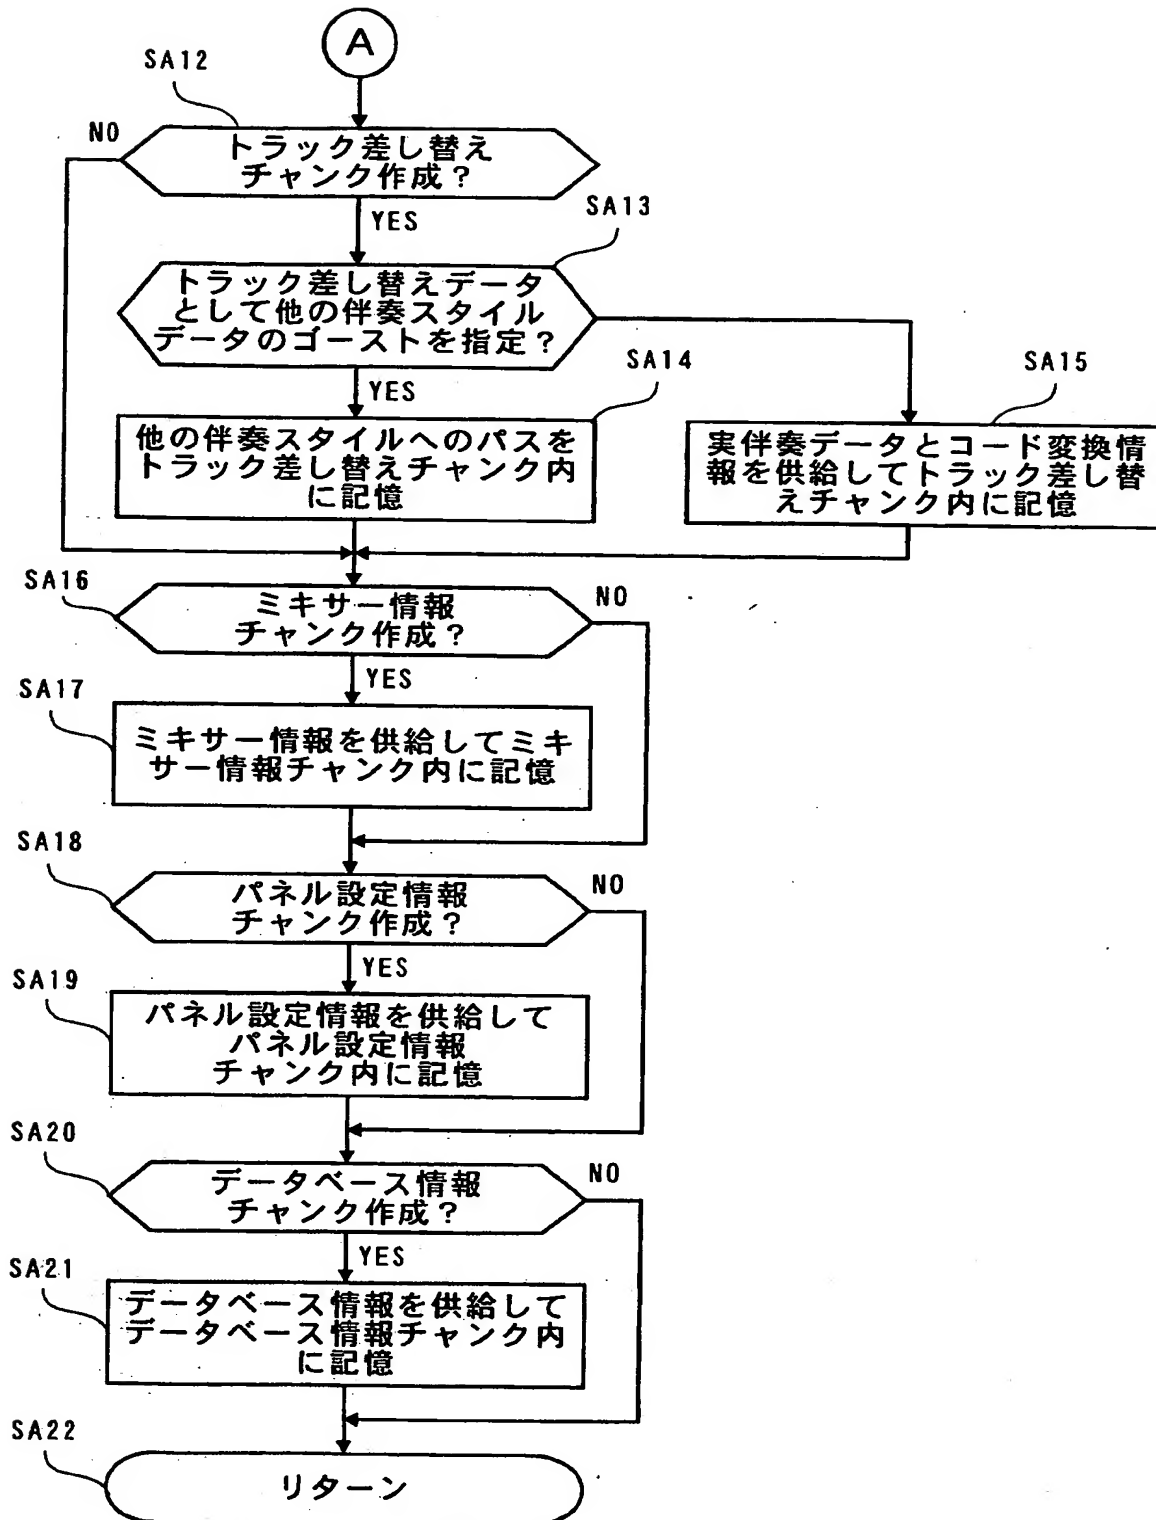 A
SA12
NO
トラック差し替え
チャンク作成？
YES
SA13
トラック差し替えデータ
として他の伴奏スタイル
データのゴーストを指定？
YES
SA14
他の伴奏スタイルへのパスを
トラック差し替えチャンク内
に記憶
SA15
実伴奏データとコード変換情
報を供給してトラック差し替
えチャンク内に記憶
SA16
ミキサー情報
チャンク作成？
NO
YES
SA17
ミキサー情報を供給してミキ
サー情報チャンク内に記憶
SA18
パネル設定情報
チャンク作成？
NO
YES
SA19
パネル設定情報を供給して
パネル設定情報
チャンク内に記憶
SA20
データベース情報
チャンク作成？
NO
YES
SA21
データベース情報を供給して
データベース情報チャンク内
に記憶
SA22
リターン